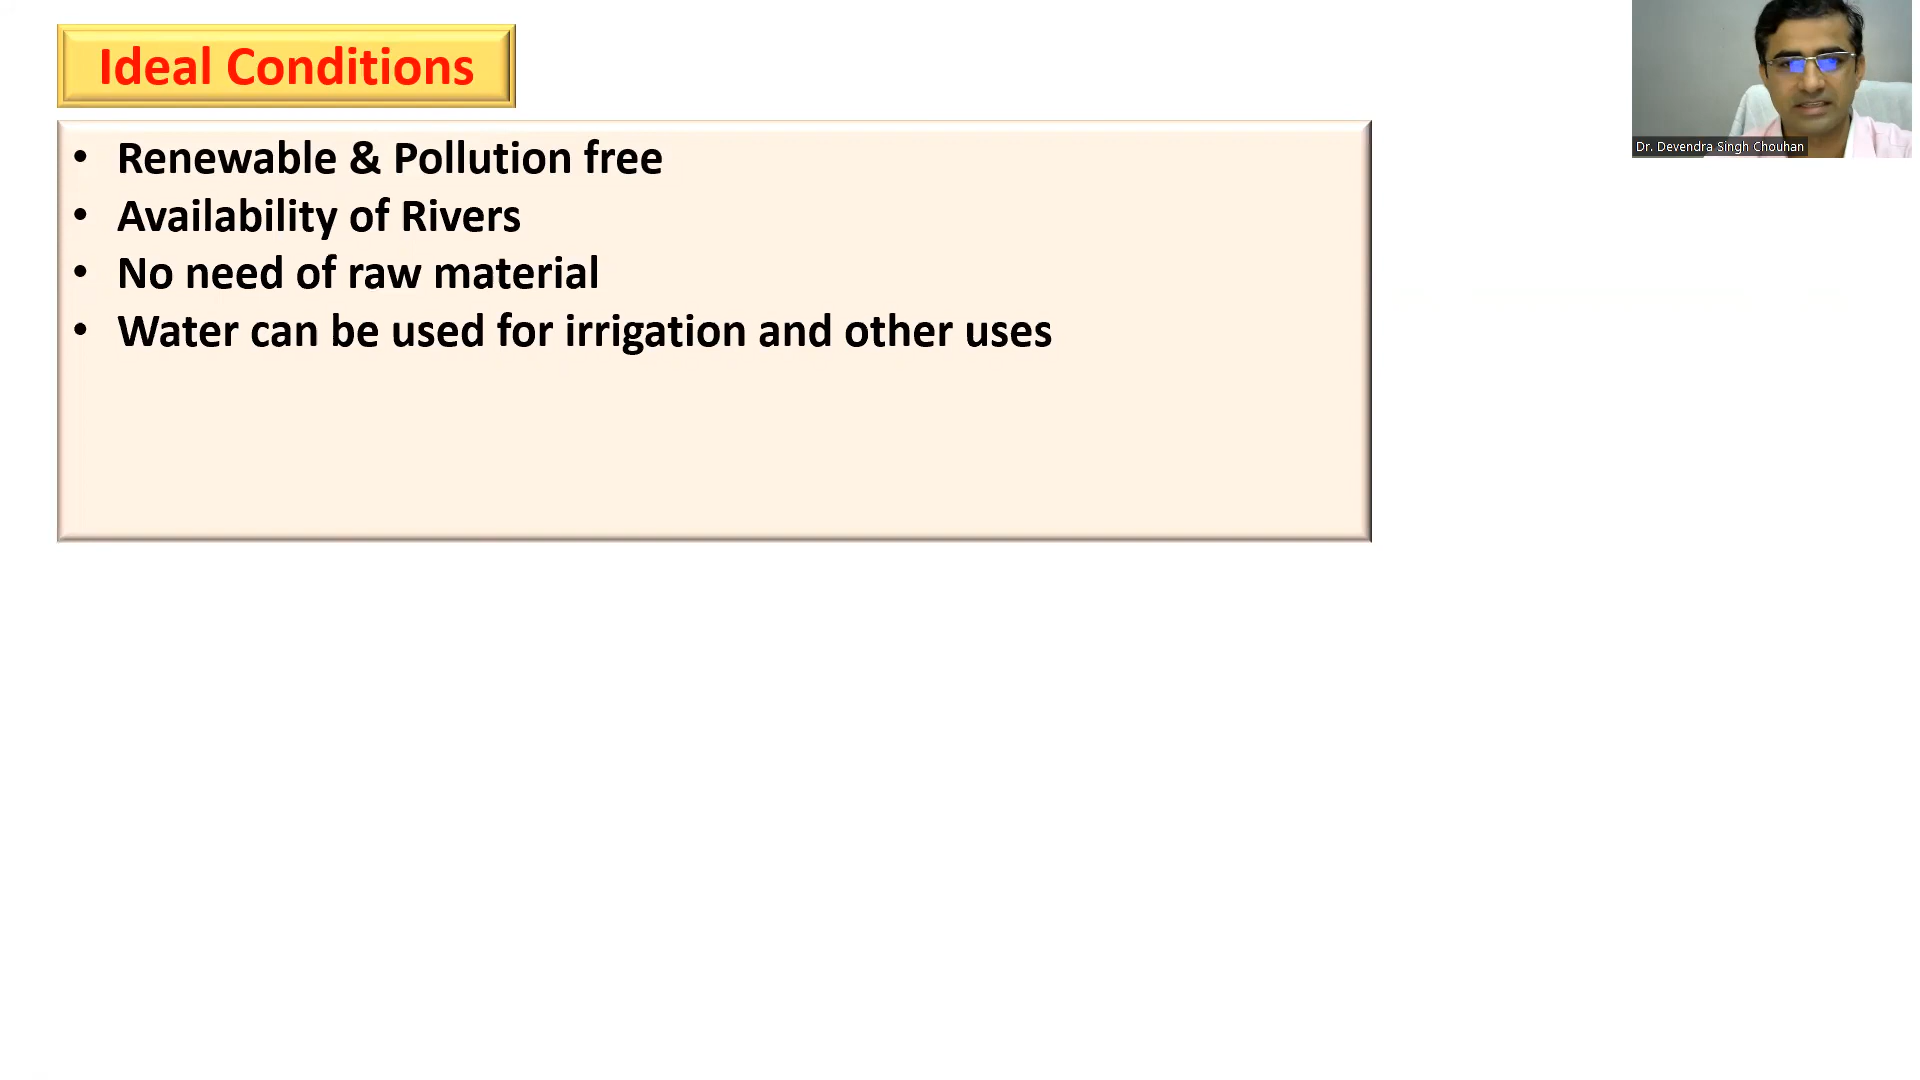 Ideal Conditions
• Renewable & Pollution free
• Availability of Rivers
• No need of raw material
• Water can be used for irrigation and other uses
Dr. Devendra Singh Chouhan